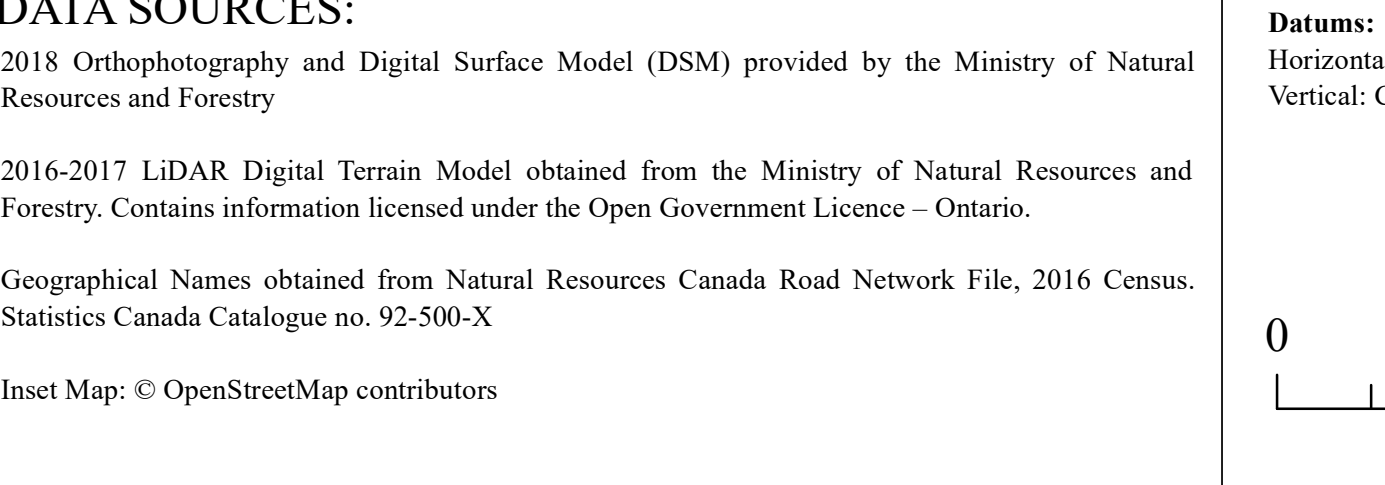 DATA SOURCES:
2018 Orthophotography and Digital Surface Model (DSM) provided by the Ministry of Natural
Resources and Forestry
2016-2017 LiDAR Digital Terrain Model obtained from the Ministry of Natural Resources and
Forestry. Contains information licensed under the Open Government Licence – Ontario.
Geographical Names obtained from Natural Resources Canada Road Network File, 2016 Census.
Statistics Canada Catalogue no. 92-500-X
Inset Map: © OpenStreetMap contributors
Datums:
Vertical:
0